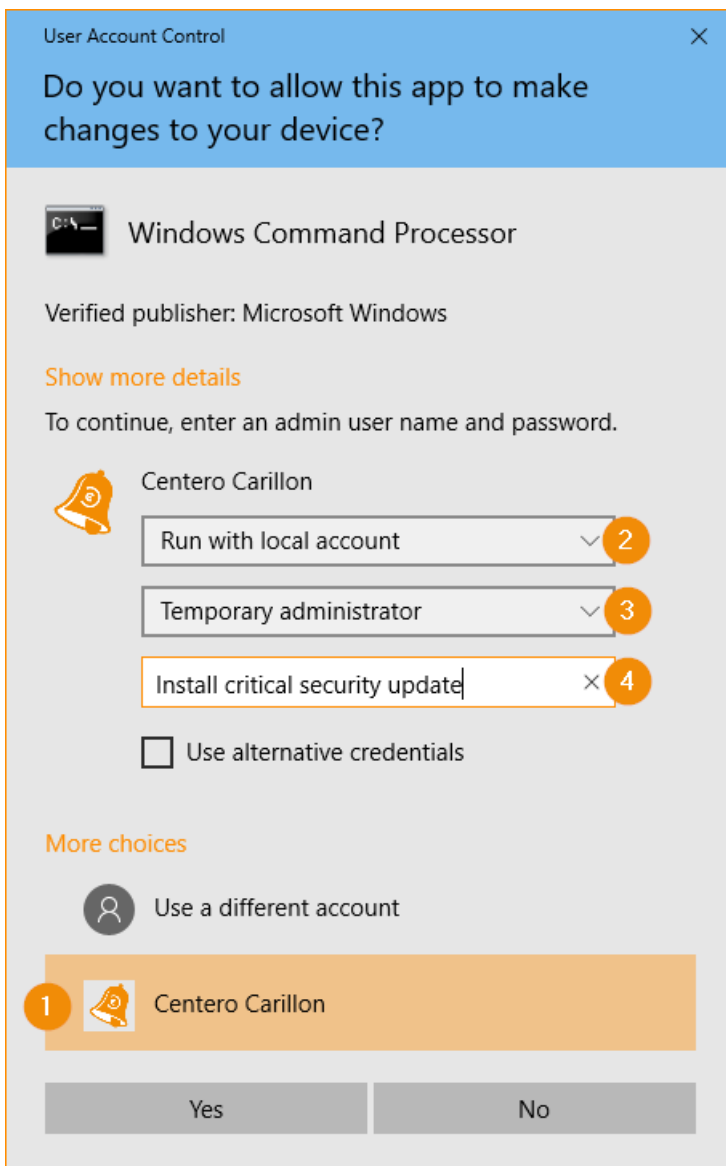 User Account Control
Do you want to allow this app to make
changes to your device?
C:\
Windows Command Processor
Verified publisher: Microsoft Windows
Show more details
To continue, enter an admin user name and password.
Centero Carillon
Run with local account
2
Temporary administrator
3
Install critical security update
4
Use alternative credentials
More choices
Use a different account
1
Centero Carillon
Yes
No